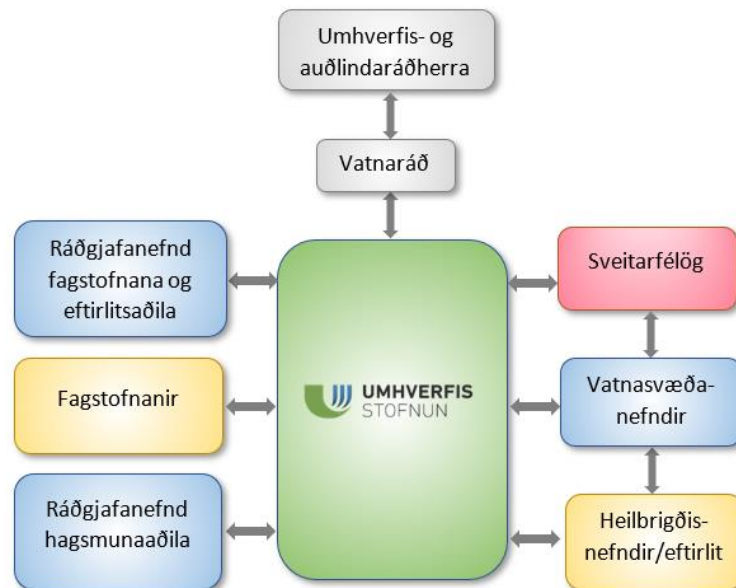 Umhverfis- og
auðlindaráðherra
Vatnaráð
Ráðgjafanefnd
fagstofnana og
eftirlitsaðila
Fagstofnanir
Ráðgjafanefnd
hagsmunaaðila
UMHVERFIS
STOFNUN
Sveitarfélög
Vatnasvæða-
nefndir
Heilbrigðis-
nefndir/eftirlit